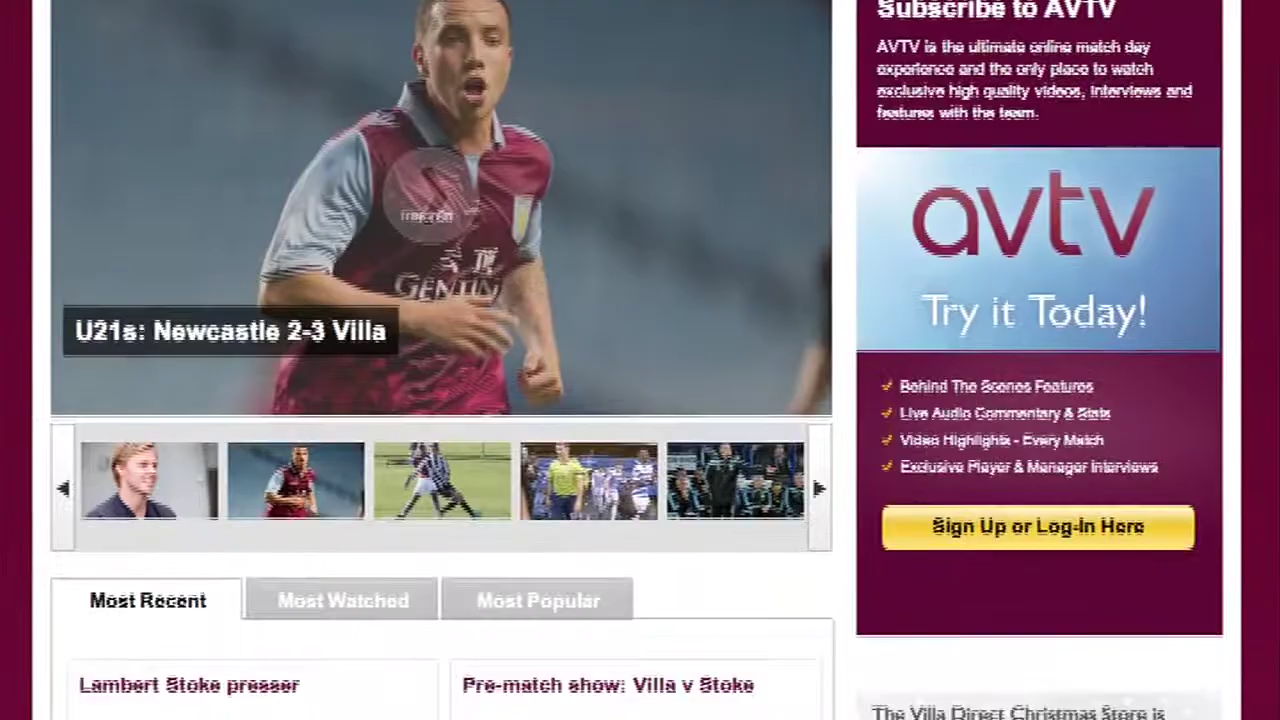 Subscribe to AVTV
AVTV is the ultimate online match day
experience and the only place to watch
exclusive high quality videos, interviews and
features with the team.
avtv
Try it Today!
GENTING
U21s: Newcastle 2-3 Villa
Behind The Scenes Features
Live Audio Commentary & Stats
Video Highlights - Every Match
Exclusive Player & Manager Interviews
Sign Up or Log-In Here
Most Recent
Most Watched
Most Popular
Lambert Stoke presser
Pre-match show: Villa v Stoke
The Villa Direct Christmas Store is